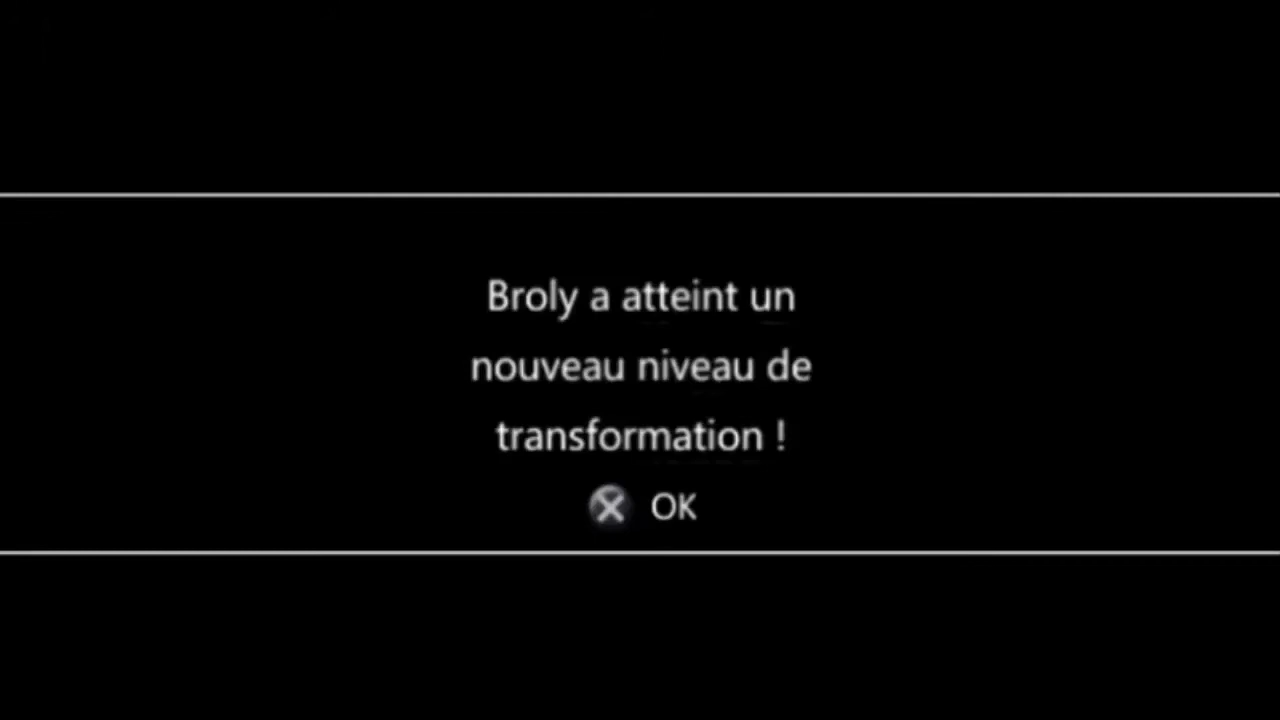 Broly a atteint un
nouveau niveau de
transformation !
OK